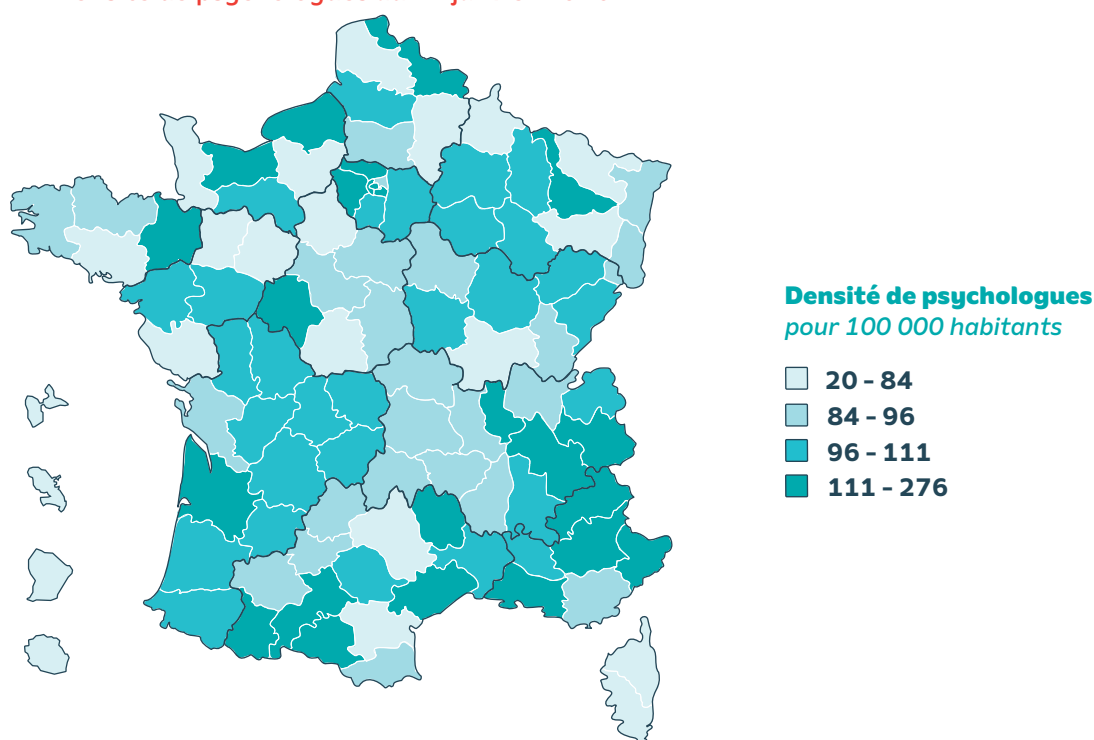 Densité de psychologues
pour 100 000 habitants
20 - 84
84 - 96
96 - 111
111 - 276